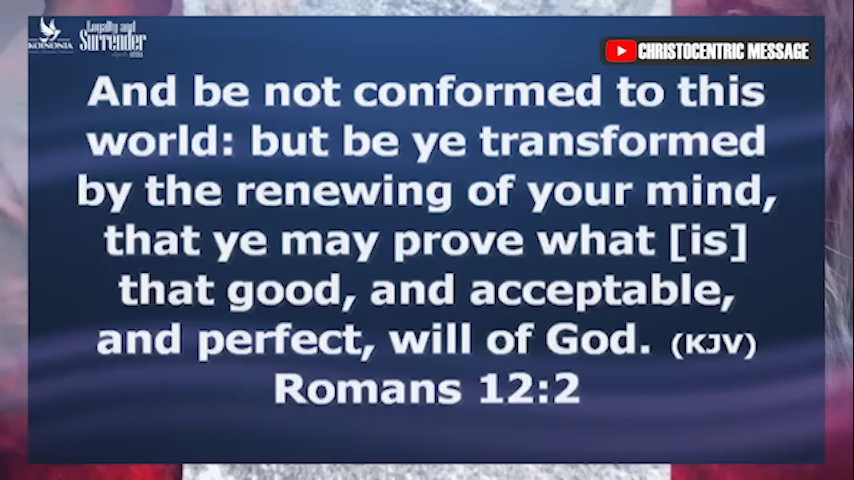 KOINONIA
Loyalty and
Surrender
CHRISTOCENTRIC MESSAGE
And be not conformed to this
world: but be ye transformed
by the renewing of your mind,
that ye may prove what [is]
that good, and acceptable,
and perfect, will of God. (KJV)
Romans 12:2